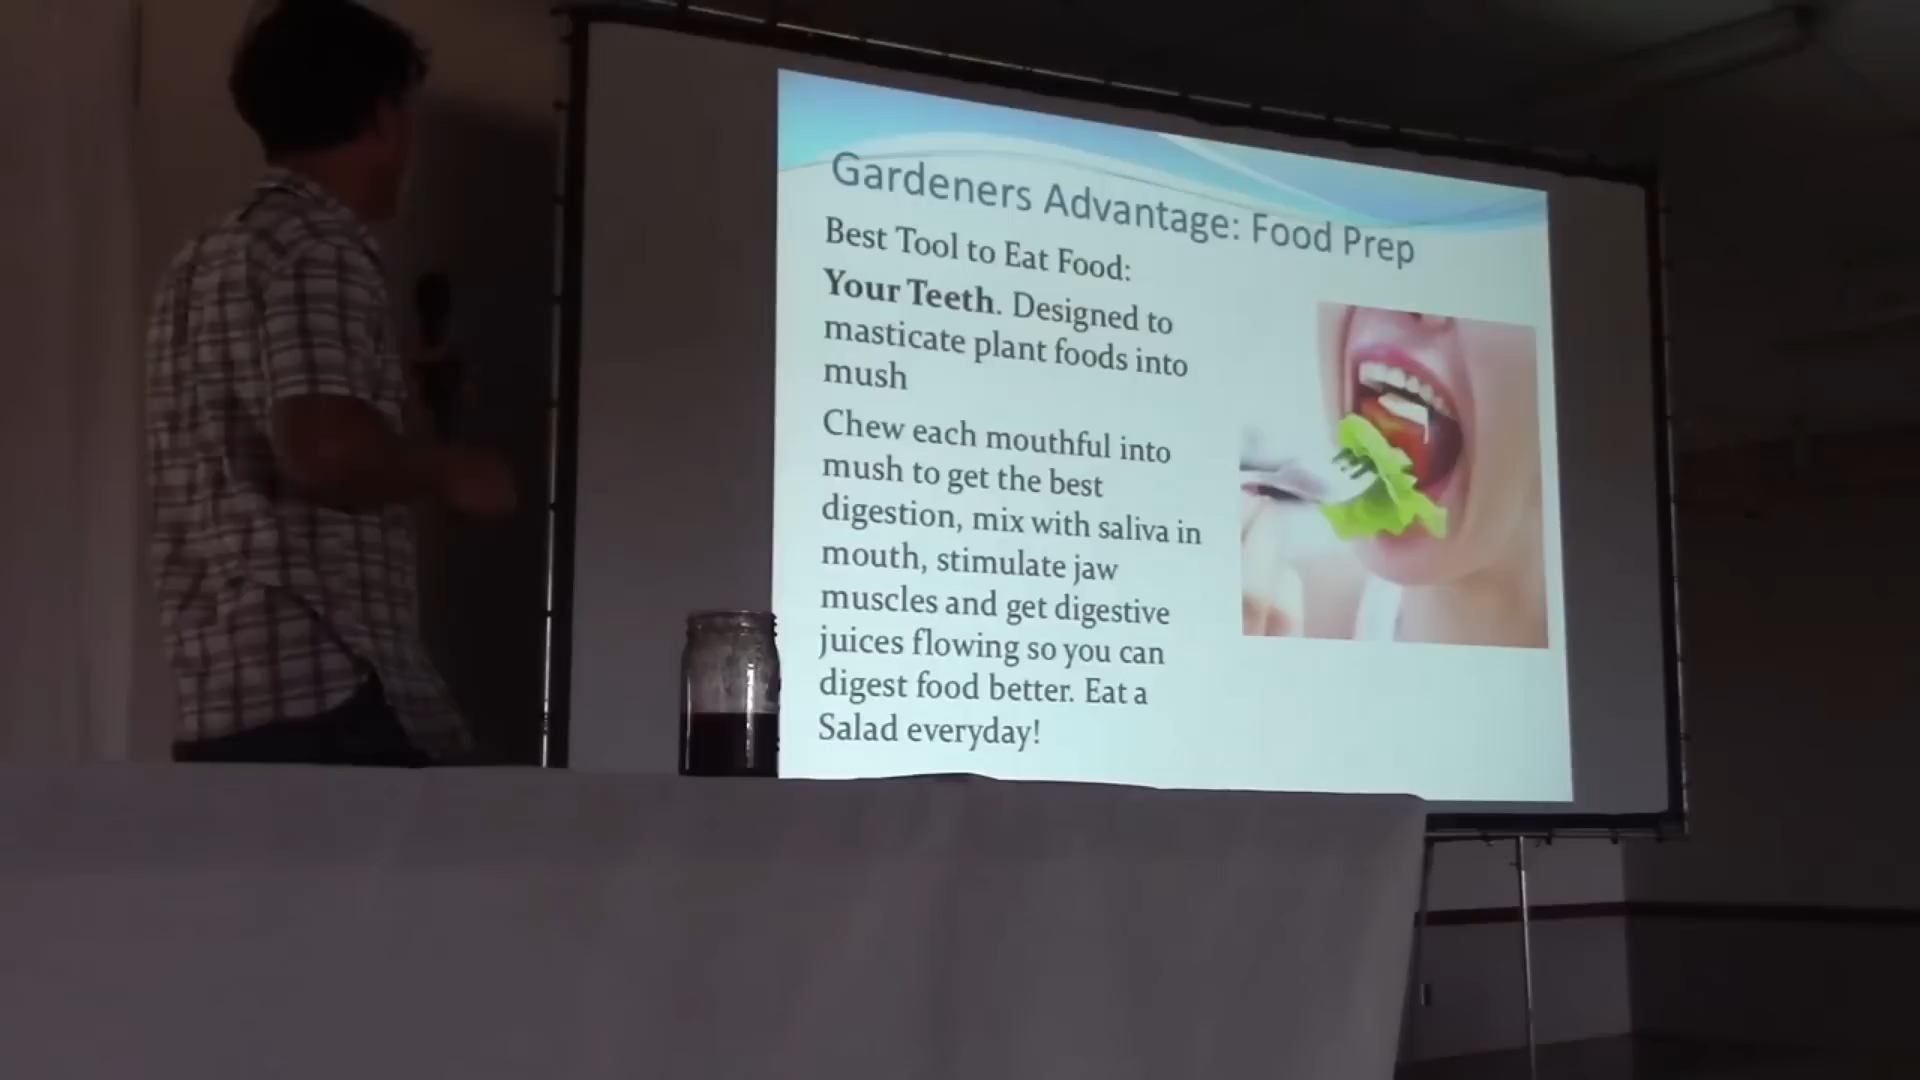 Gardeners Advantage: Food Prep
Best Tool to Eat Food:
Your Teeth. Designed to
masticate plant foods into
mush
Chew each mouthful into
mush to get the best
digestion, mix with saliva in
mouth, stimulate jaw
muscles and get digestive
juices flowing so you can
digest food better. Eat a
Salad everyday!